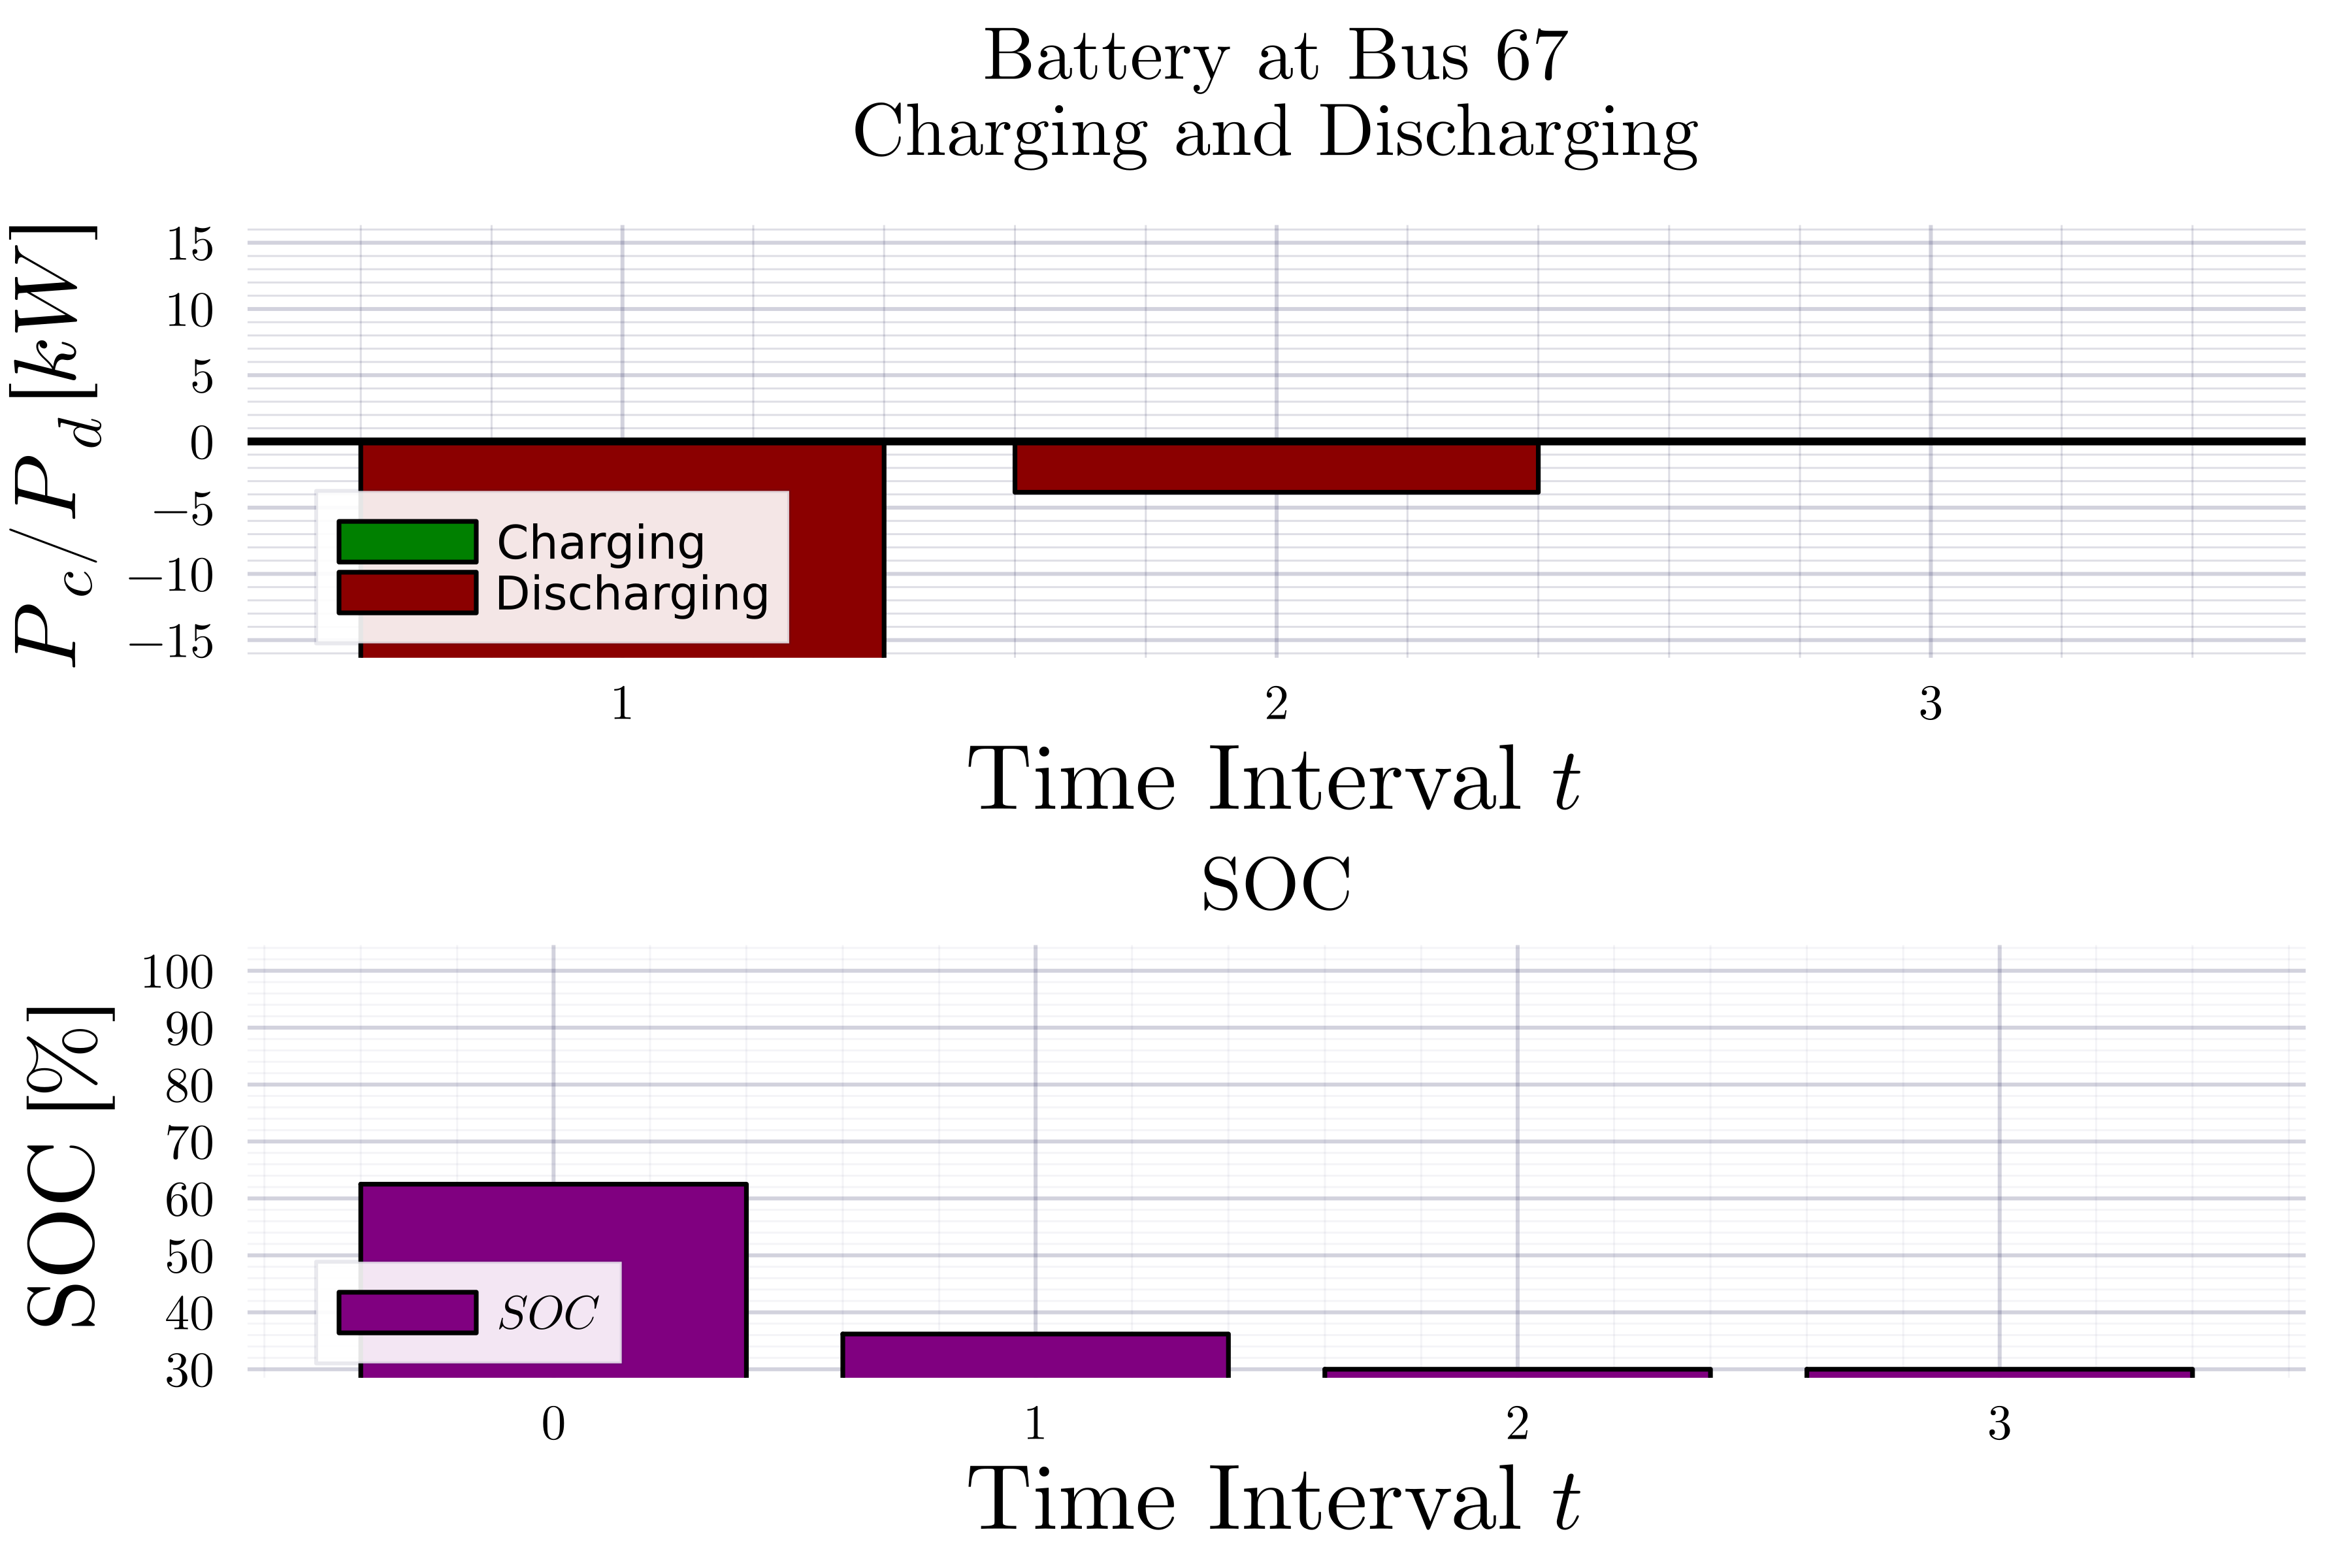 Battery at Bus 67
Charging and Discharging
P_c/P_d [kW]
15
10
5
0
−5
−10
−15
Charging
Discharging
1 2 3
Time Interval t
SOC
SOC [%]
100
90
80
70
60
50
40
30
SOC
0 1 2 3
Time Interval t